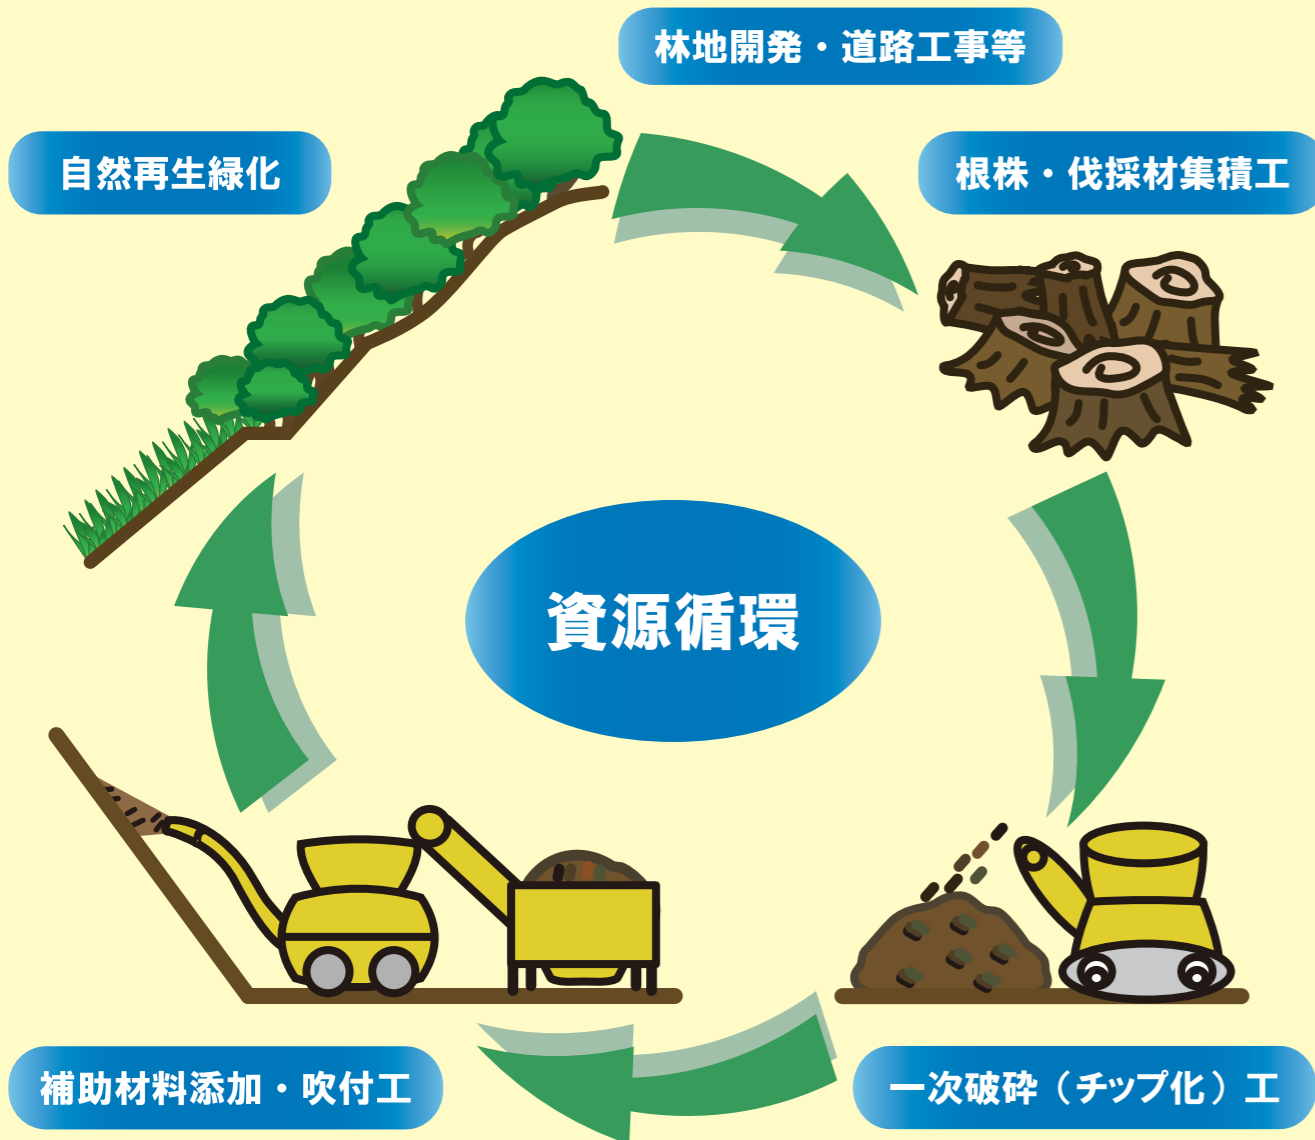 林地開発・道路工事等
自然再生緑化
根株・伐採材集積工
資源循環
補助材料添加・吹付工
一次破砕（チップ化）工